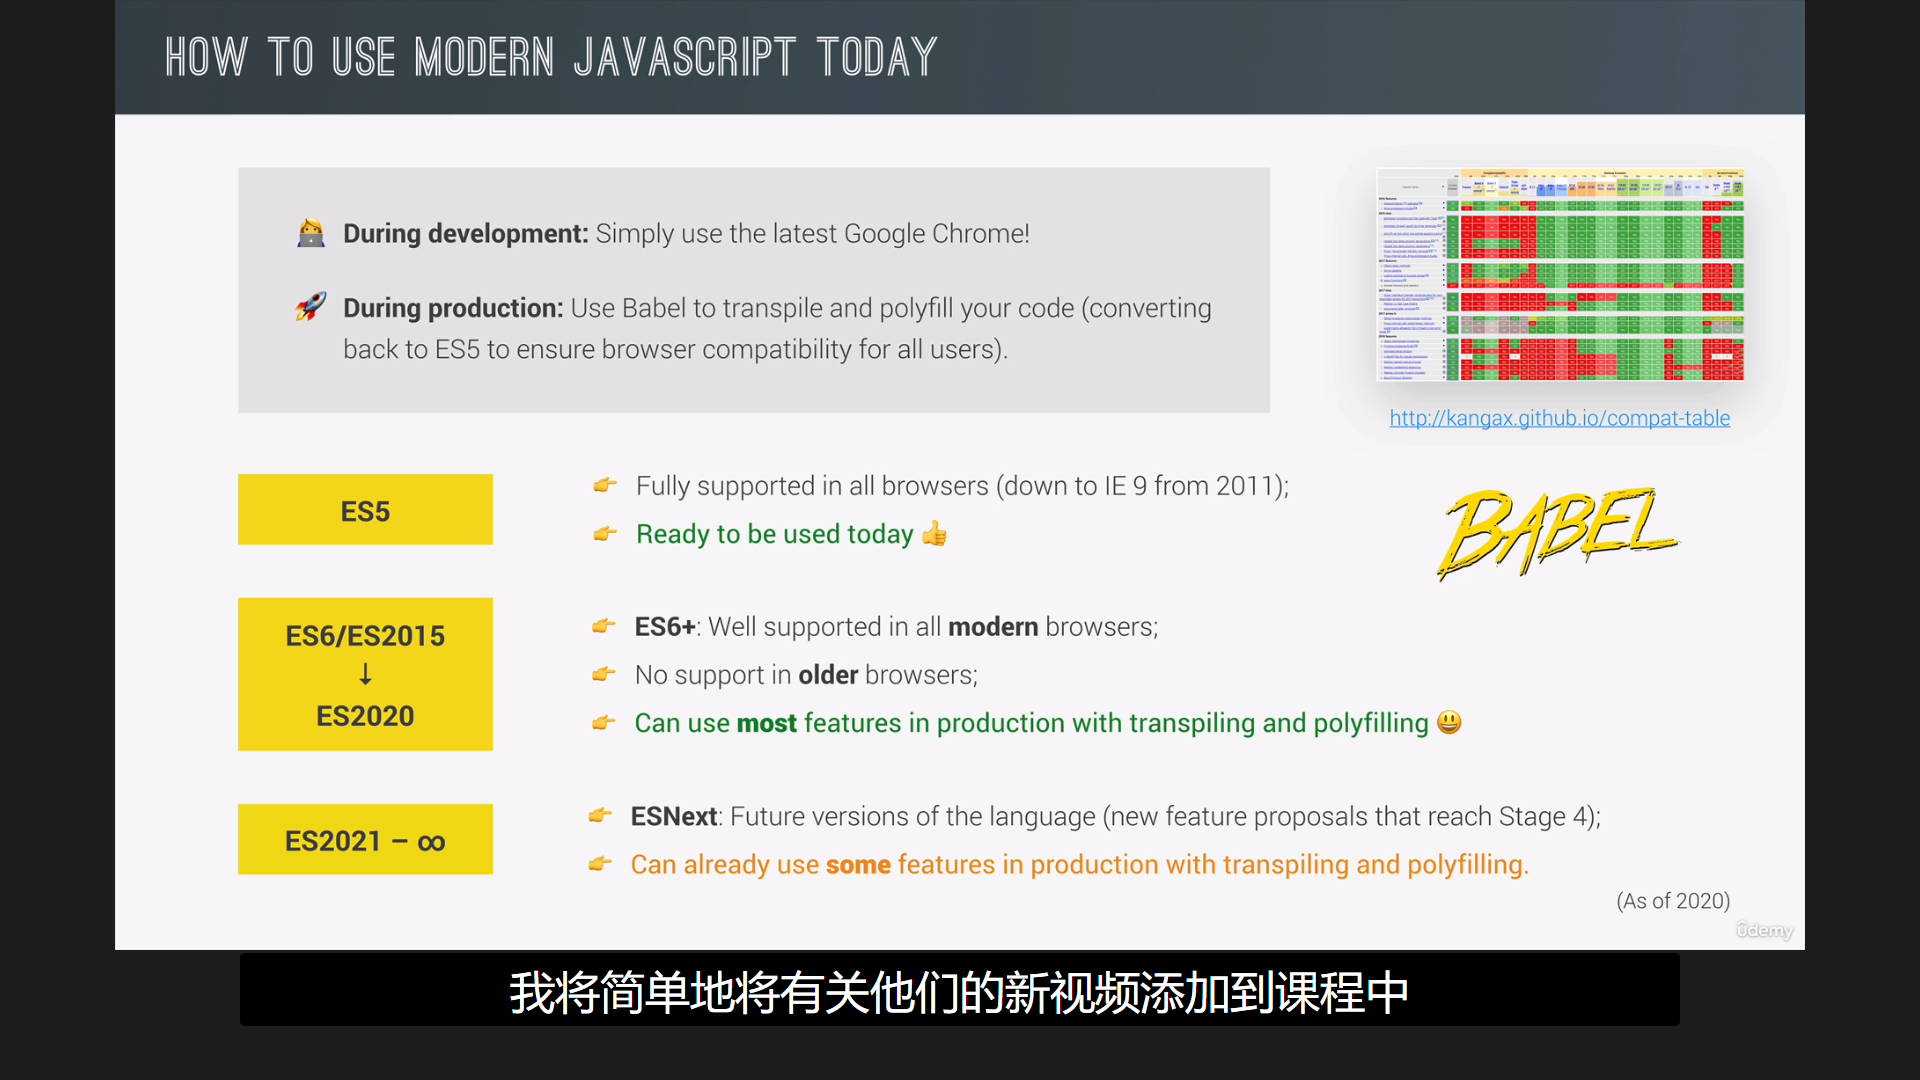 HOW TO USE MODERN JAVASCRIPT TODAY
During development: Simply use the latest Google Chrome!
During production: Use Babel to transpile and polyfill your code (converting
back to ES5 to ensure browser compatibility for all users).
http://kangax.github.io/compat-table
BABEL
ES5
Fully supported in all browsers (down to IE 9 from 2011);
Ready to be used today 👍
ES6/ES2015
↓
ES2020
ES6+: Well supported in all modern browsers;
No support in older browsers;
Can use most features in production with transpiling and polyfilling 😃
ES2021 – ∞
ESNext: Future versions of the language (new feature proposals that reach Stage 4);
Can already use some features in production with transpiling and polyfilling.
(As of 2020)
ûdemy
我将简单地将有关他们的新视频添加到课程中